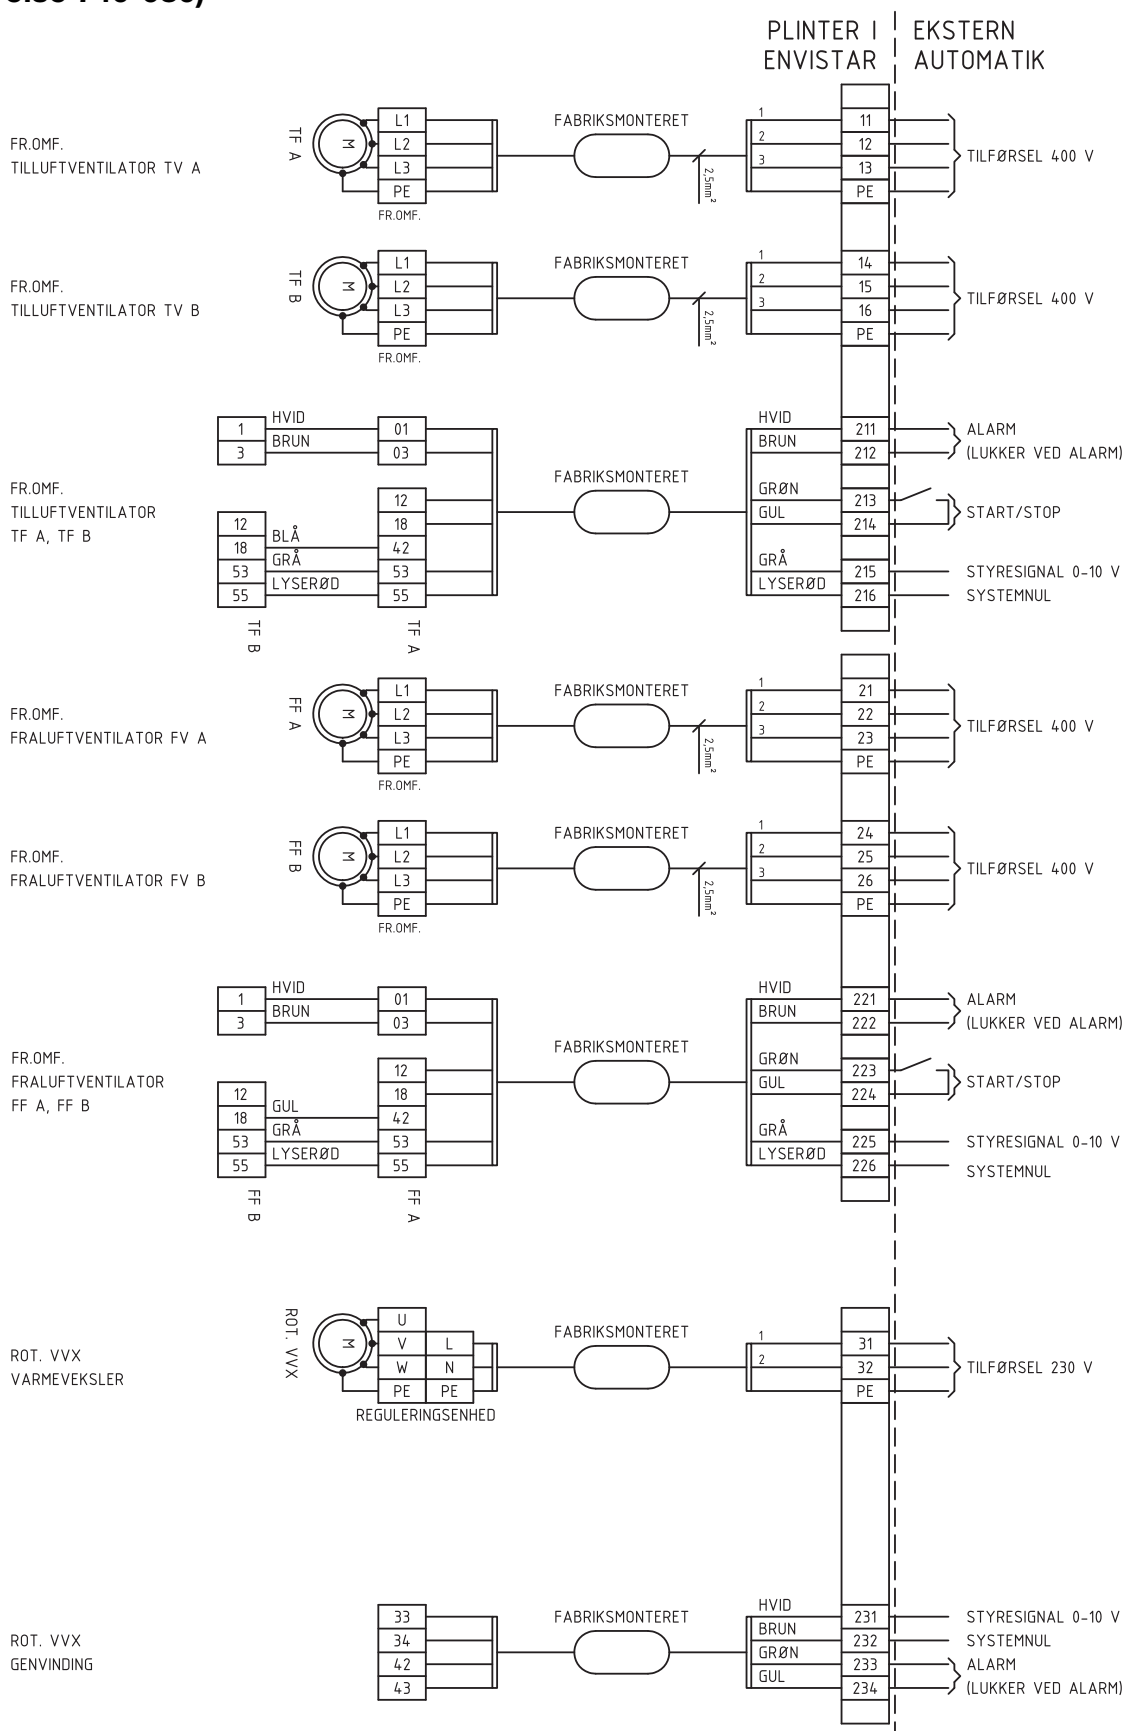 PLINTER I
ENVISTAR
EKSTERN
AUTOMATIK
FR.OMF.
TILLUFTVENTILATOR TV A
TF A
M
L1
L2
L3
PE
FR.OMF.
FABRIKSMONTERET
2,5mm²
1
2
3
11
12
13
PE
TILFØRSEL 400 V
FR.OMF.
TILLUFTVENTILATOR TV B
TF B
M
L1
L2
L3
PE
FR.OMF.
FABRIKSMONTERET
2,5mm²
1
2
3
14
15
16
PE
TILFØRSEL 400 V
FR.OMF.
TILLUFTVENTILATOR
TF A, TF B
1
3
HVID
BRUN
01
03
12
18
53
55
BLÅ
GRÅ
LYSERØD
12
18
42
53
55
TF B
TF A
FABRIKSMONTERET
HVID
BRUN
GRØN
GUL
GRÅ
LYSERØD
211
212
213
214
215
216
ALARM
(LUKKER VED ALARM)
START/STOP
STYRESIGNAL 0-10 V
SYSTEMNUL
FR.OMF.
FRALUFTVENTILATOR FV A
FF A
M
L1
L2
L3
PE
FR.OMF.
FABRIKSMONTERET
2,5mm²
1
2
3
21
22
23
PE
TILFØRSEL 400 V
FR.OMF.
FRALUFTVENTILATOR FV B
FF B
M
L1
L2
L3
PE
FR.OMF.
FABRIKSMONTERET
2,5mm²
1
2
3
24
25
26
PE
TILFØRSEL 400 V
FR.OMF.
FRALUFTVENTILATOR
FF A, FF B
1
3
HVID
BRUN
01
03
12
18
53
55
GUL
GRÅ
LYSERØD
12
18
42
53
55
FF B
FF A
FABRIKSMONTERET
HVID
BRUN
GRØN
GUL
GRÅ
LYSERØD
221
222
223
224
225
226
ALARM
(LUKKER VED ALARM)
START/STOP
STYRESIGNAL 0-10 V
SYSTEMNUL
ROT. VVX
VARMEVEKSLER
ROT. VVX
M
U
V
W
PE
L
N
PE
REGULERINGSENHED
FABRIKSMONTERET
1
2
31
32
PE
TILFØRSEL 230 V
ROT. VVX
GENVINDING
33
34
42
43
FABRIKSMONTERET
HVID
BRUN
GRØN
GUL
231
232
233
234
STYRESIGNAL 0-10 V
SYSTEMNUL
ALARM
(LUKKER VED ALARM)